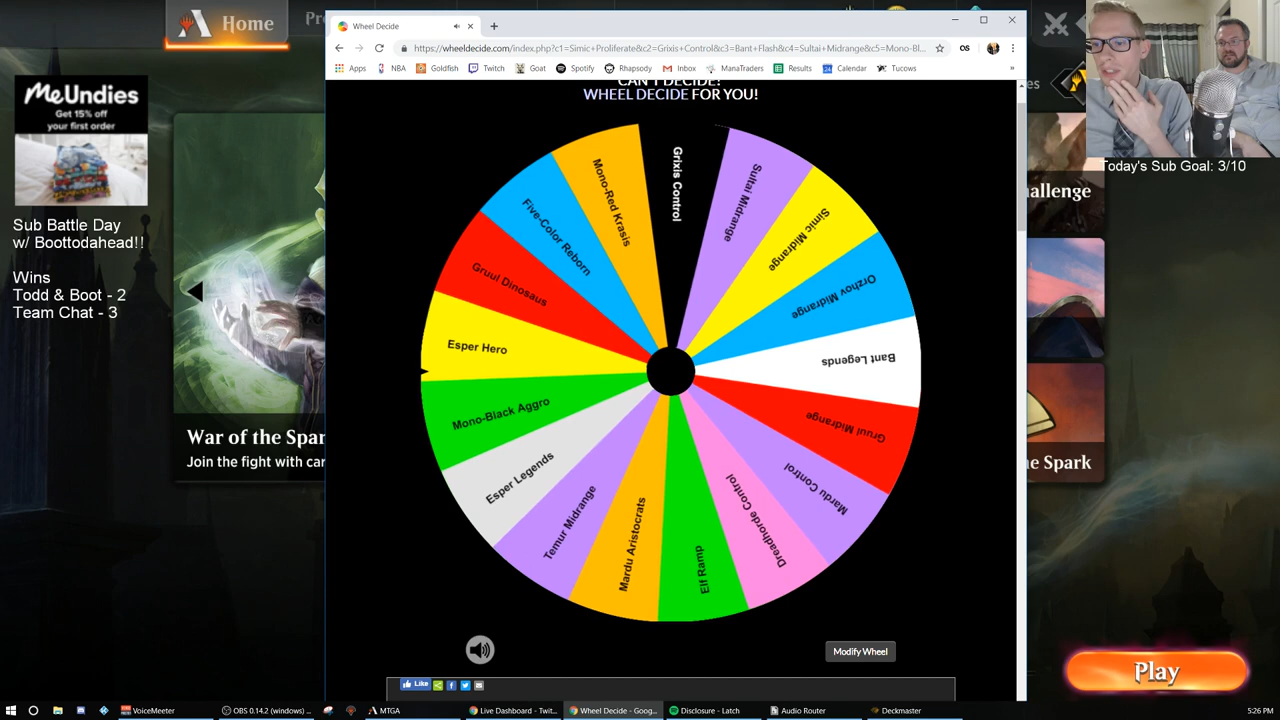 Home
Pr
Wheel Decide
https://wheeldecide.com/index.php?c1=Simic+Proliferate&c2=Grixis+Control&c3=Bant+Flash&c4=Sultai+Midrange&c5=Mono-Bl...
OS
Apps
NBA
Goldfish
Twitch
Goat
Spotify
Rhapsody
Inbox
ManaTraders
Results
Calendar
Tucows
»
CAN'T DECIDE?
WHEEL DECIDE FOR YOU!
MeUndies
Get 15% off
your first order
Sub Battle Day
w/ Boottodahead!!
Wins
Todd & Boot - 2
Team Chat - 3
Today's Sub Goal: 3/10
Grixis Control
Sultai Midrange
Simic Midrange
Orzhov Midrange
Bant Legends
Gruul Midrange
Mardu Control
Dreadhorde Control
Elf Ramp
Mardu Aristocrats
Temur Midrange
Esper Legends
Mono-Black Aggro
Esper Hero
Gruul Dinosaus
Five-Color Reborn
Mono-Red Krasis
War of the Spar
Join the fight with car
es
allenge
he Spark
Modify Wheel
Like
Play
VoiceMeeter
OBS 0.14.2 (windows) ...
MTGA
Live Dashboard - Twit...
Wheel Decide - Goog...
Disclosure - Latch
Audio Router
Deckmaster
5:26 PM